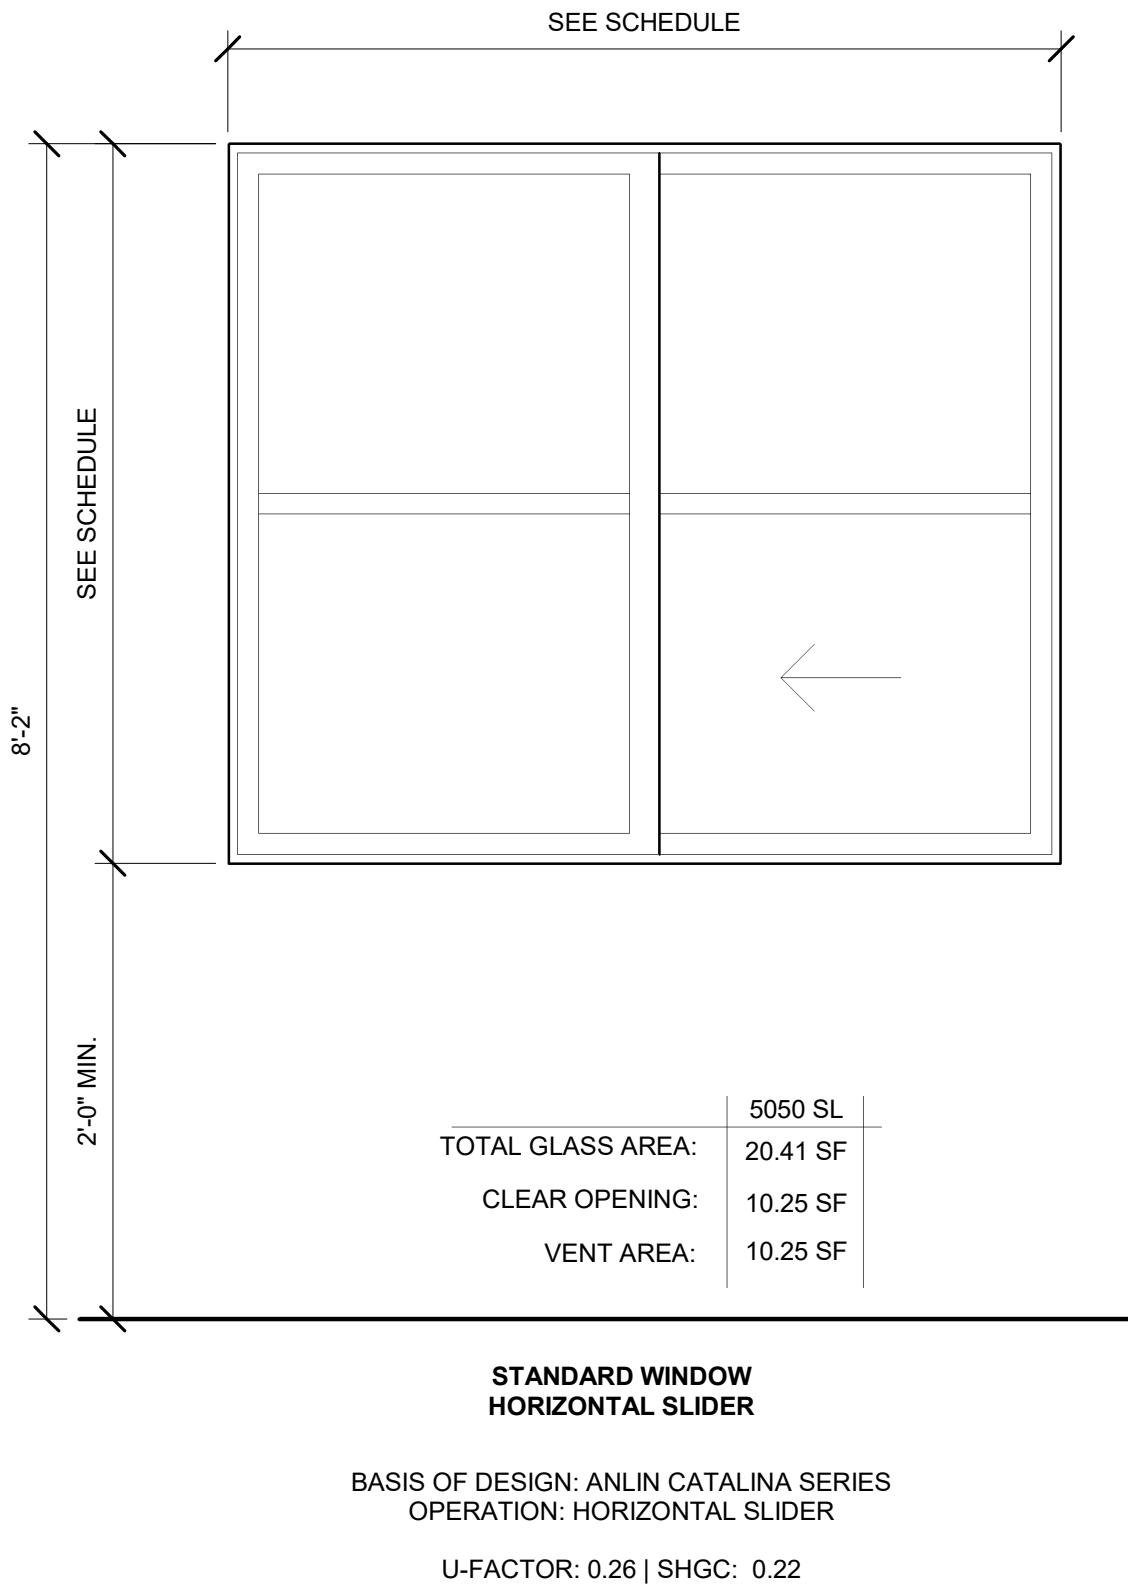 SEE SCHEDULE
SEE SCHEDULE
8'-2"
2'-0" MIN.
5050 SL
TOTAL GLASS AREA: 20.41 SF
CLEAR OPENING: 10.25 SF
VENT AREA: 10.25 SF
STANDARD WINDOW
HORIZONTAL SLIDER
BASIS OF DESIGN: ANLIN CATALINA SERIES
OPERATION: HORIZONTAL SLIDER
U-FACTOR: 0.26 | SHGC: 0.22